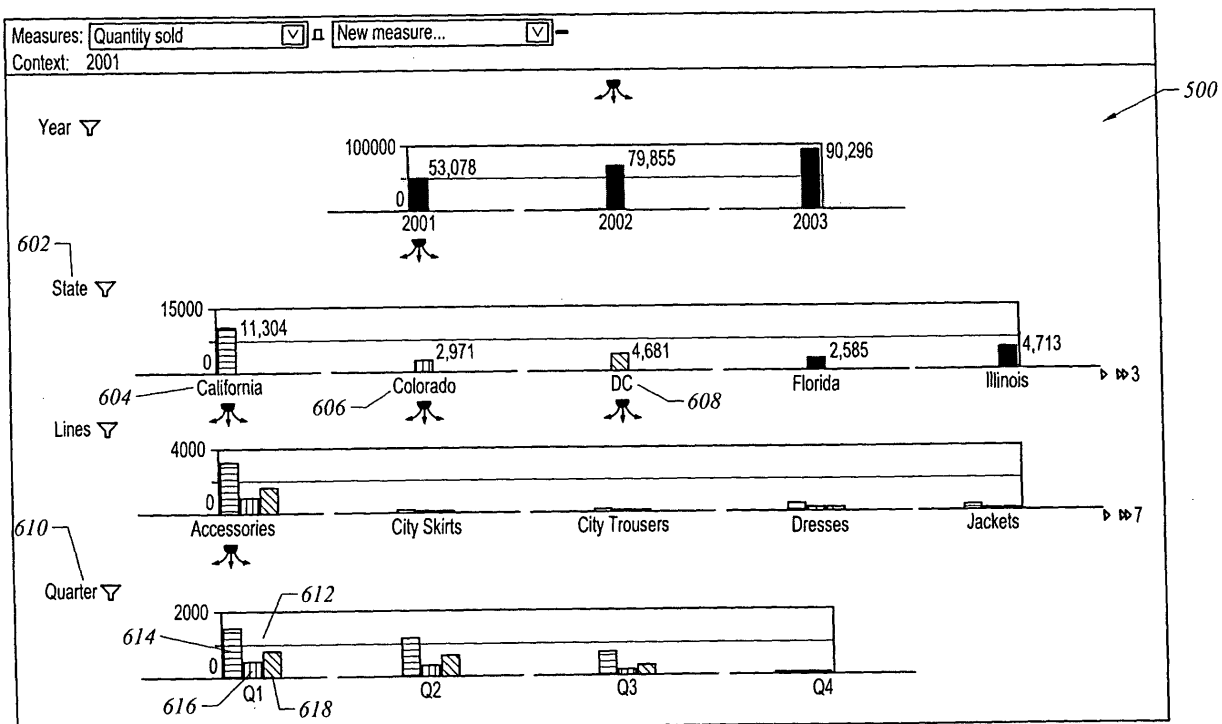 Measures: Quantity sold New measure...
Context: 2001
500
Year
100000
0
53,078
79,855
90,296
2001 2002 2003
602
State
15000
0
11,304
2,971
4,681
2,585
4,713
604 California
606 Colorado
DC 608
Florida
Illinois
3
Lines
4000
0
Accessories City Skirts City Trousers Dresses Jackets
7
610
Quarter
2000
0
612
614
616
618
Q1 Q2 Q3 Q4